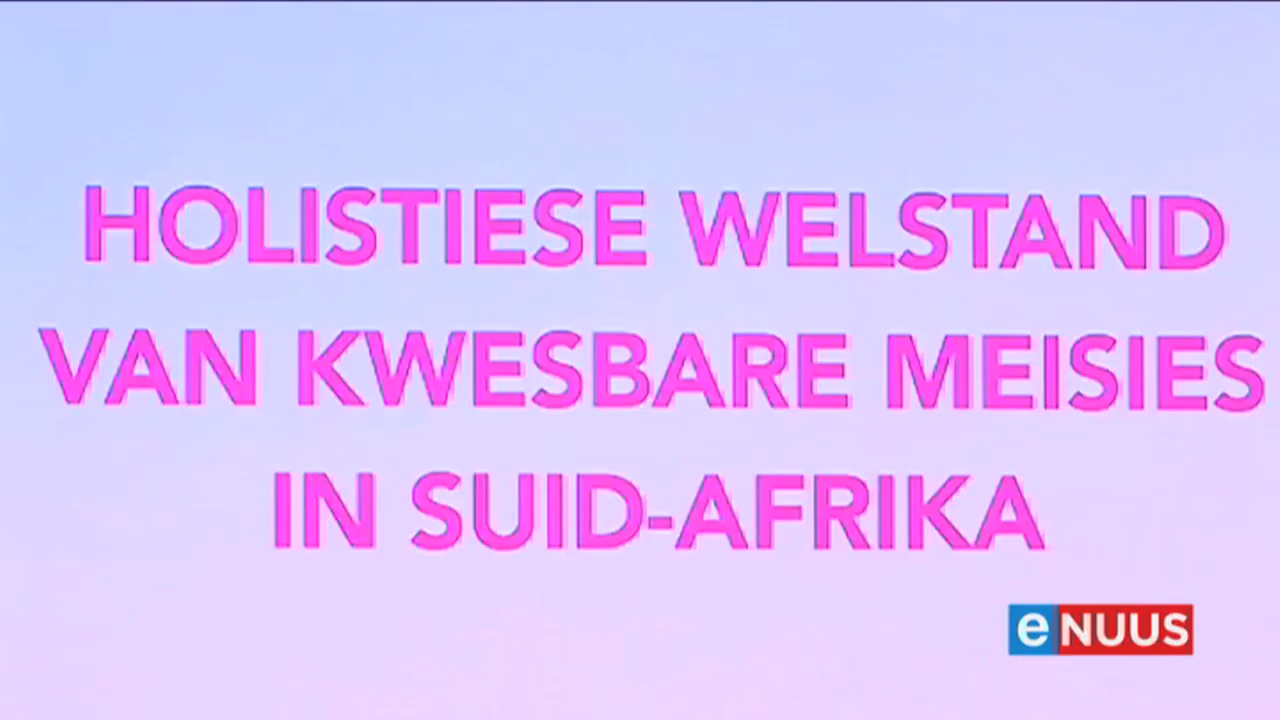 HOLISTIESE WELSTAND
VAN KWESBARE MEISIES
IN SUID-AFRIKA
eNUUS